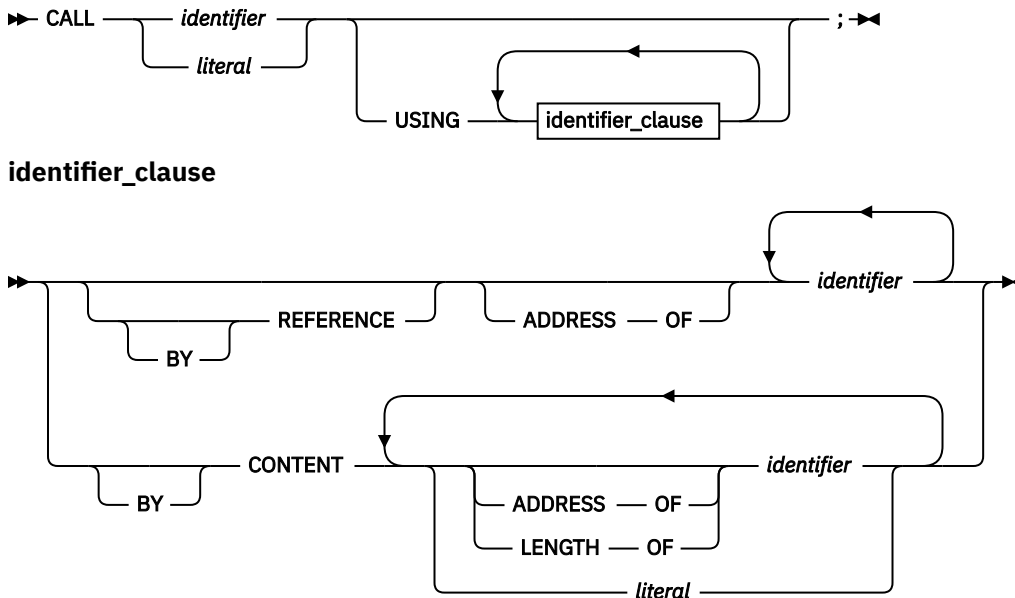 CALL identifier ;
literal
USING identifier_clause
identifier_clause
identifier
REFERENCE ADDRESS OF
BY
CONTENT identifier
BY ADDRESS OF
LENGTH OF
literal